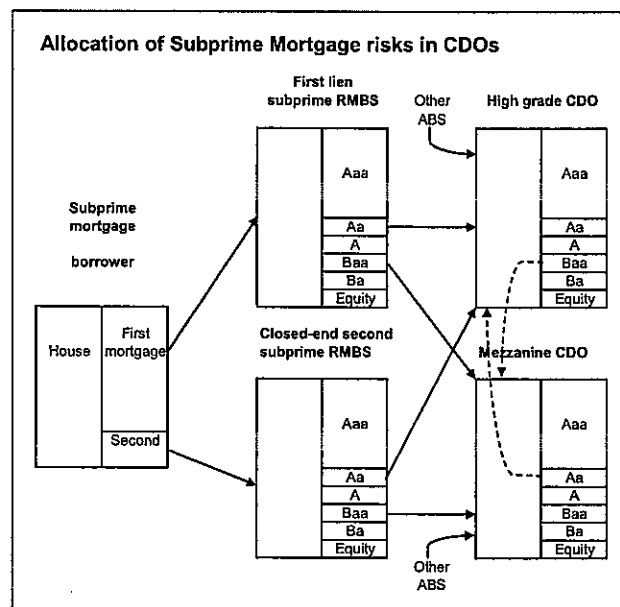 Allocation of Subprime Mortgage risks in CDOs
First lien
subprime RMBS
Other
ABS
High grade CDO
Aaa
Aa
A
Baa
Ba
Equity
Aaa
Aa
A
Baa
Ba
Equity
Subprime
mortgage
borrower
House
First
mortgage
Second
Closed-end second
subprime RMBS
Mezzanine CDO
Aaa
Aa
A
Baa
Ba
Equity
Aaa
Aa
A
Baa
Ba
Equity
Other
ABS